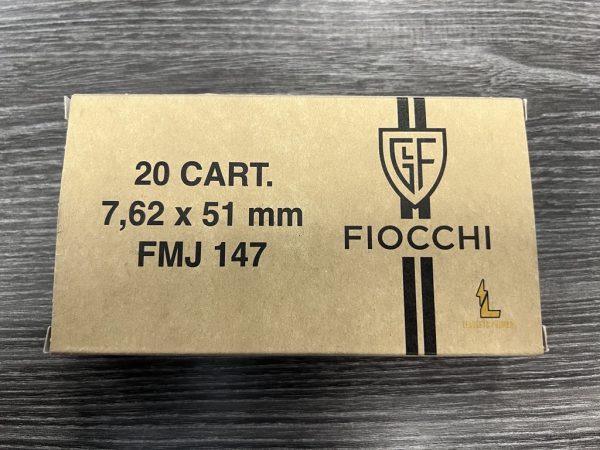 20 CART.
7,62 x 51 mm
FMJ 147
GF
FIOCCHI
L